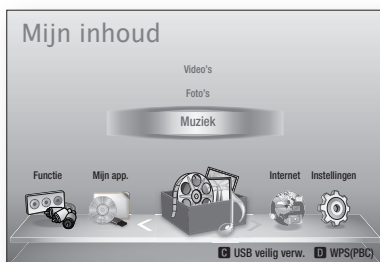 Mijn inhoud
Video's
Foto's
Muziek
Functie Mijn app. Internet Instellingen
C USB veilig verw. D WPS(PBC)